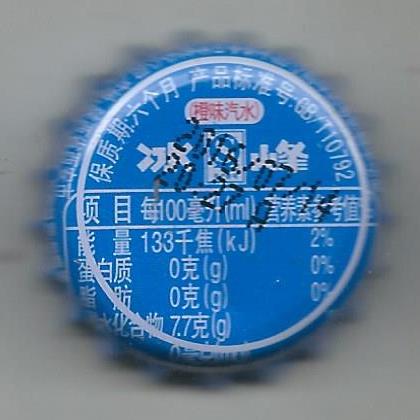 保质期:六个月 产品标准号:GB/T10792
(橙味汽水)
冰峰
项目 每100毫升(ml) 营养素参考值
能量 133千焦(kJ) 2%
蛋白质 0克(g) 0%
脂肪 0克(g) 0%
水化合物 7.7克(g)